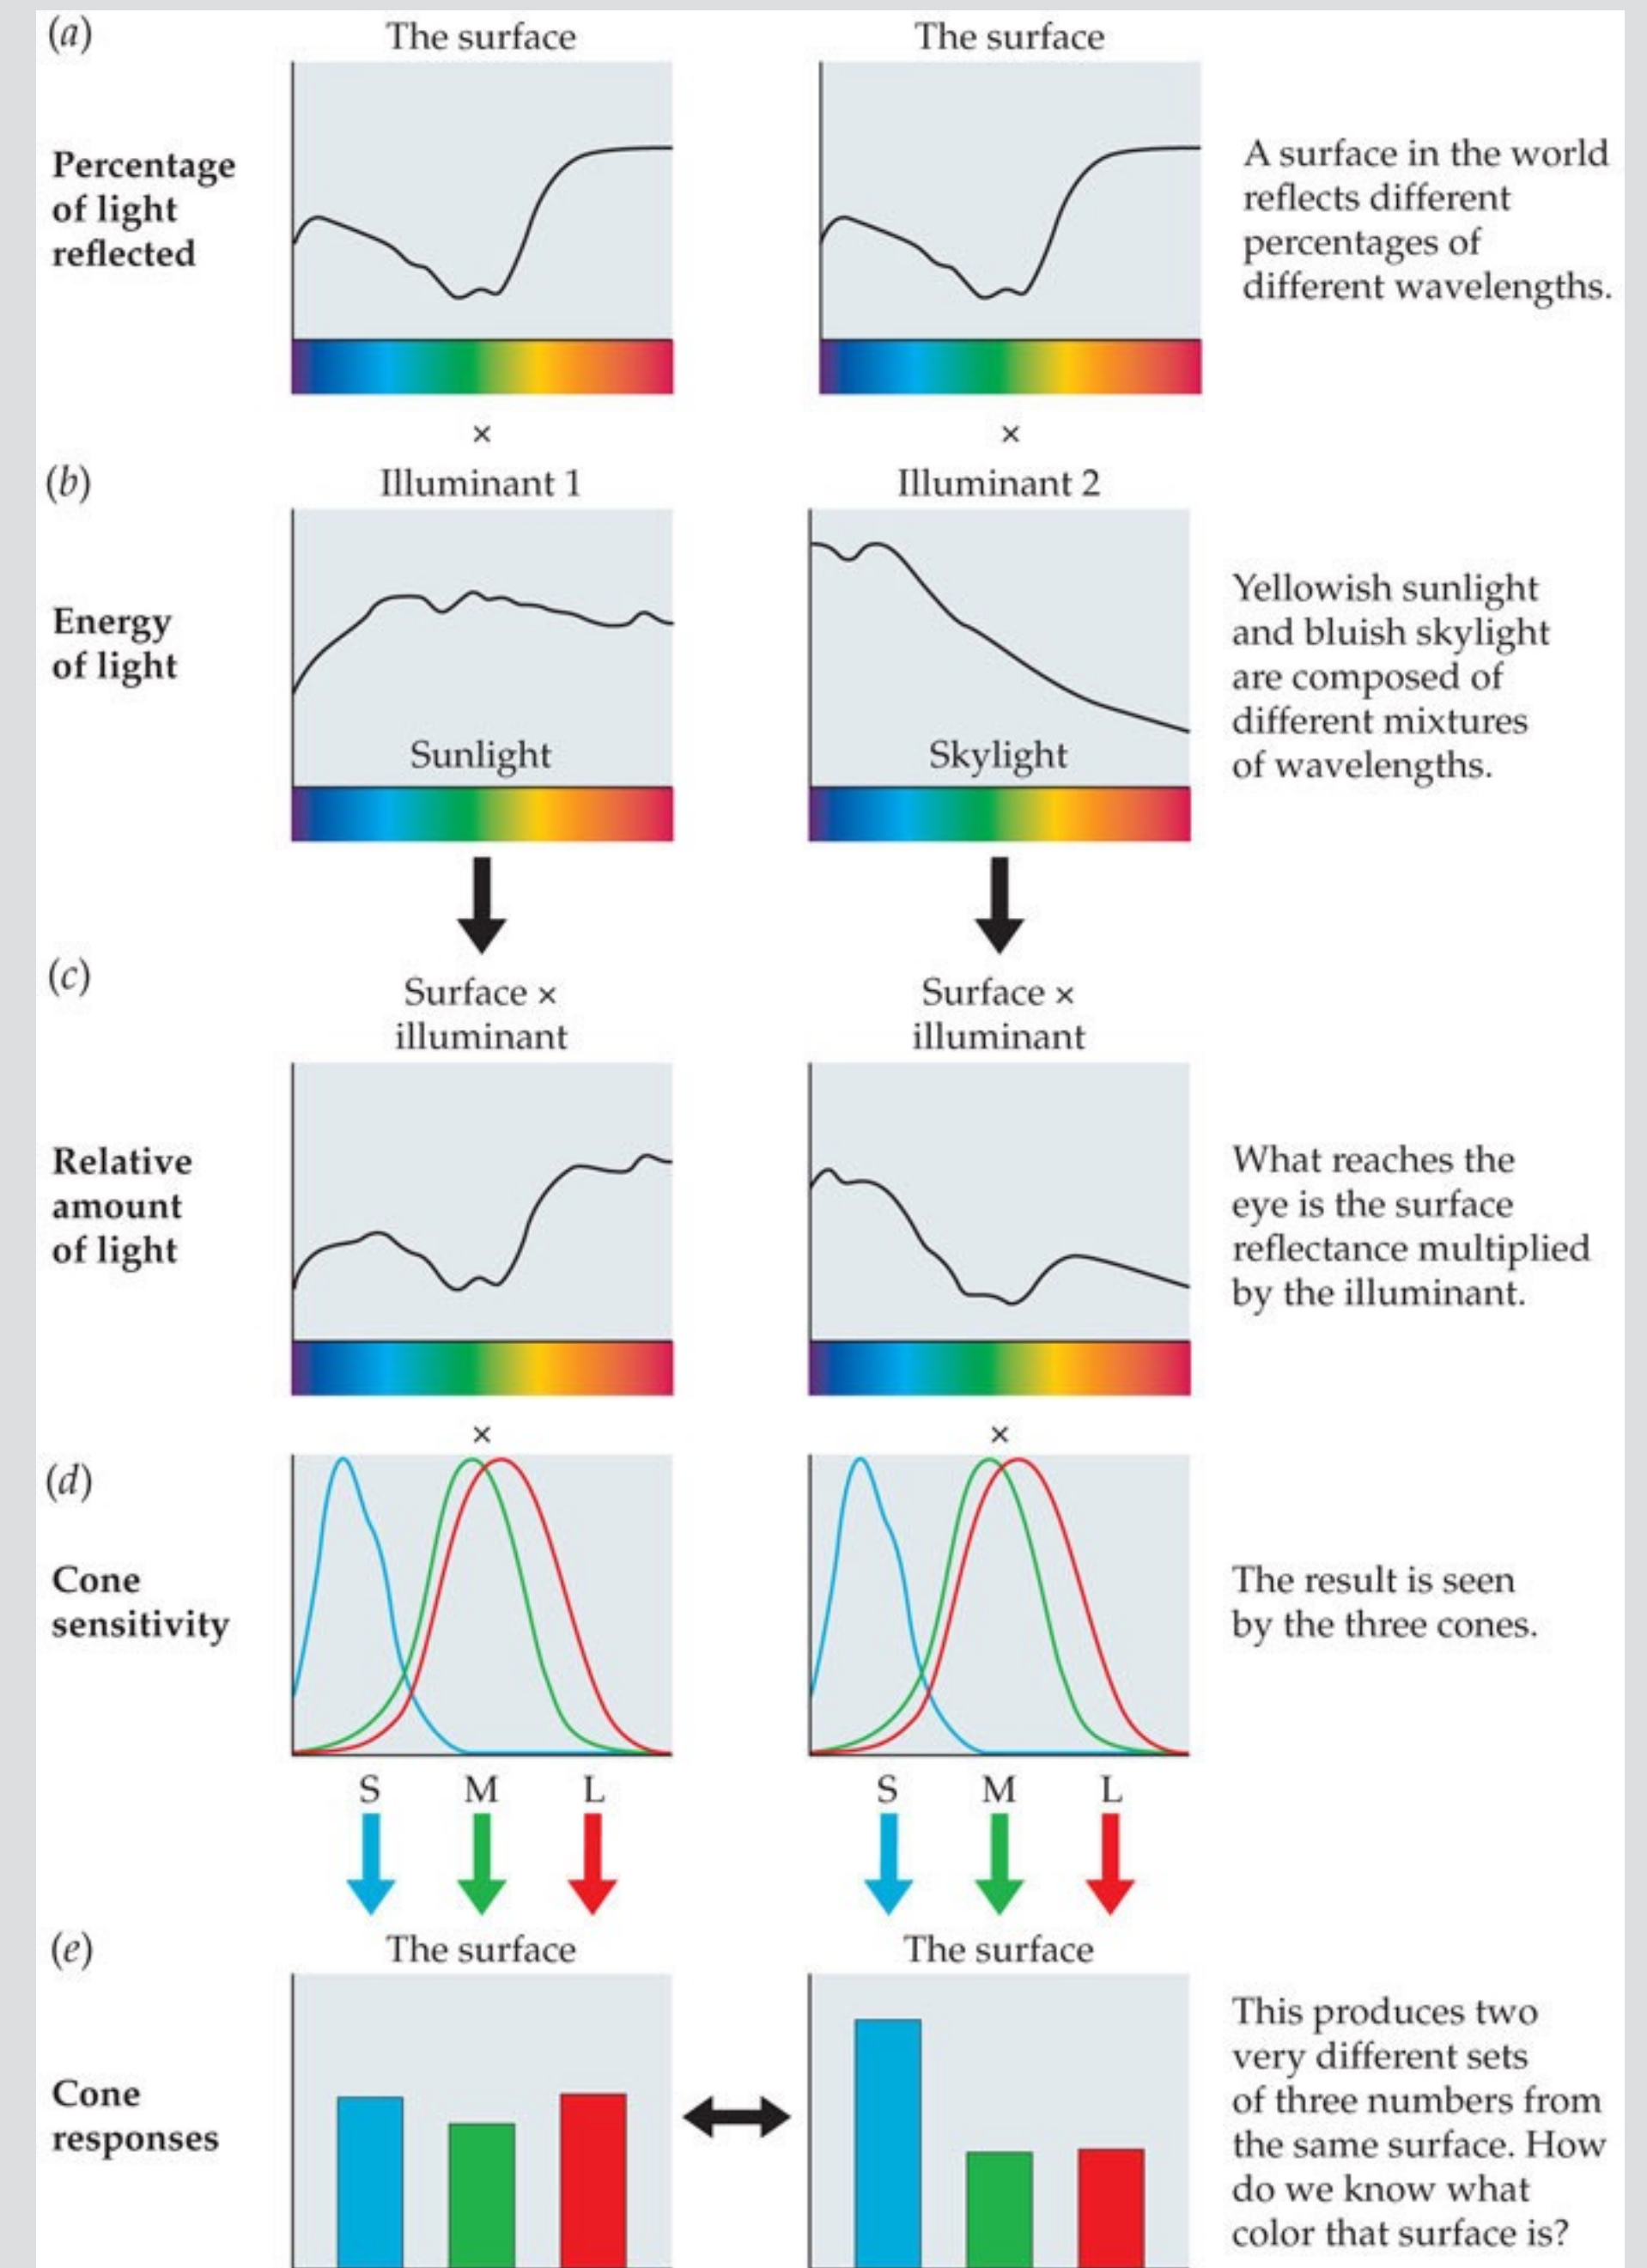 (a)
The surface
The surface
Percentage
of light
reflected
A surface in the world
reflects different
percentages of
different wavelengths.
×
×
(b)
Illuminant 1
Illuminant 2
Energy
of light
Sunlight
Skylight
Yellowish sunlight
and bluish skylight
are composed of
different mixtures
of wavelengths.
(c)
Surface ×
illuminant
Surface ×
illuminant
Relative
amount
of light
What reaches the
eye is the surface
reflectance multiplied
by the illuminant.
×
×
(d)
Cone
sensitivity
The result is seen
by the three cones.
S M L
S M L
(e)
The surface
The surface
Cone
responses
This produces two
very different sets
of three numbers from
the same surface. How
do we know what
color that surface is?